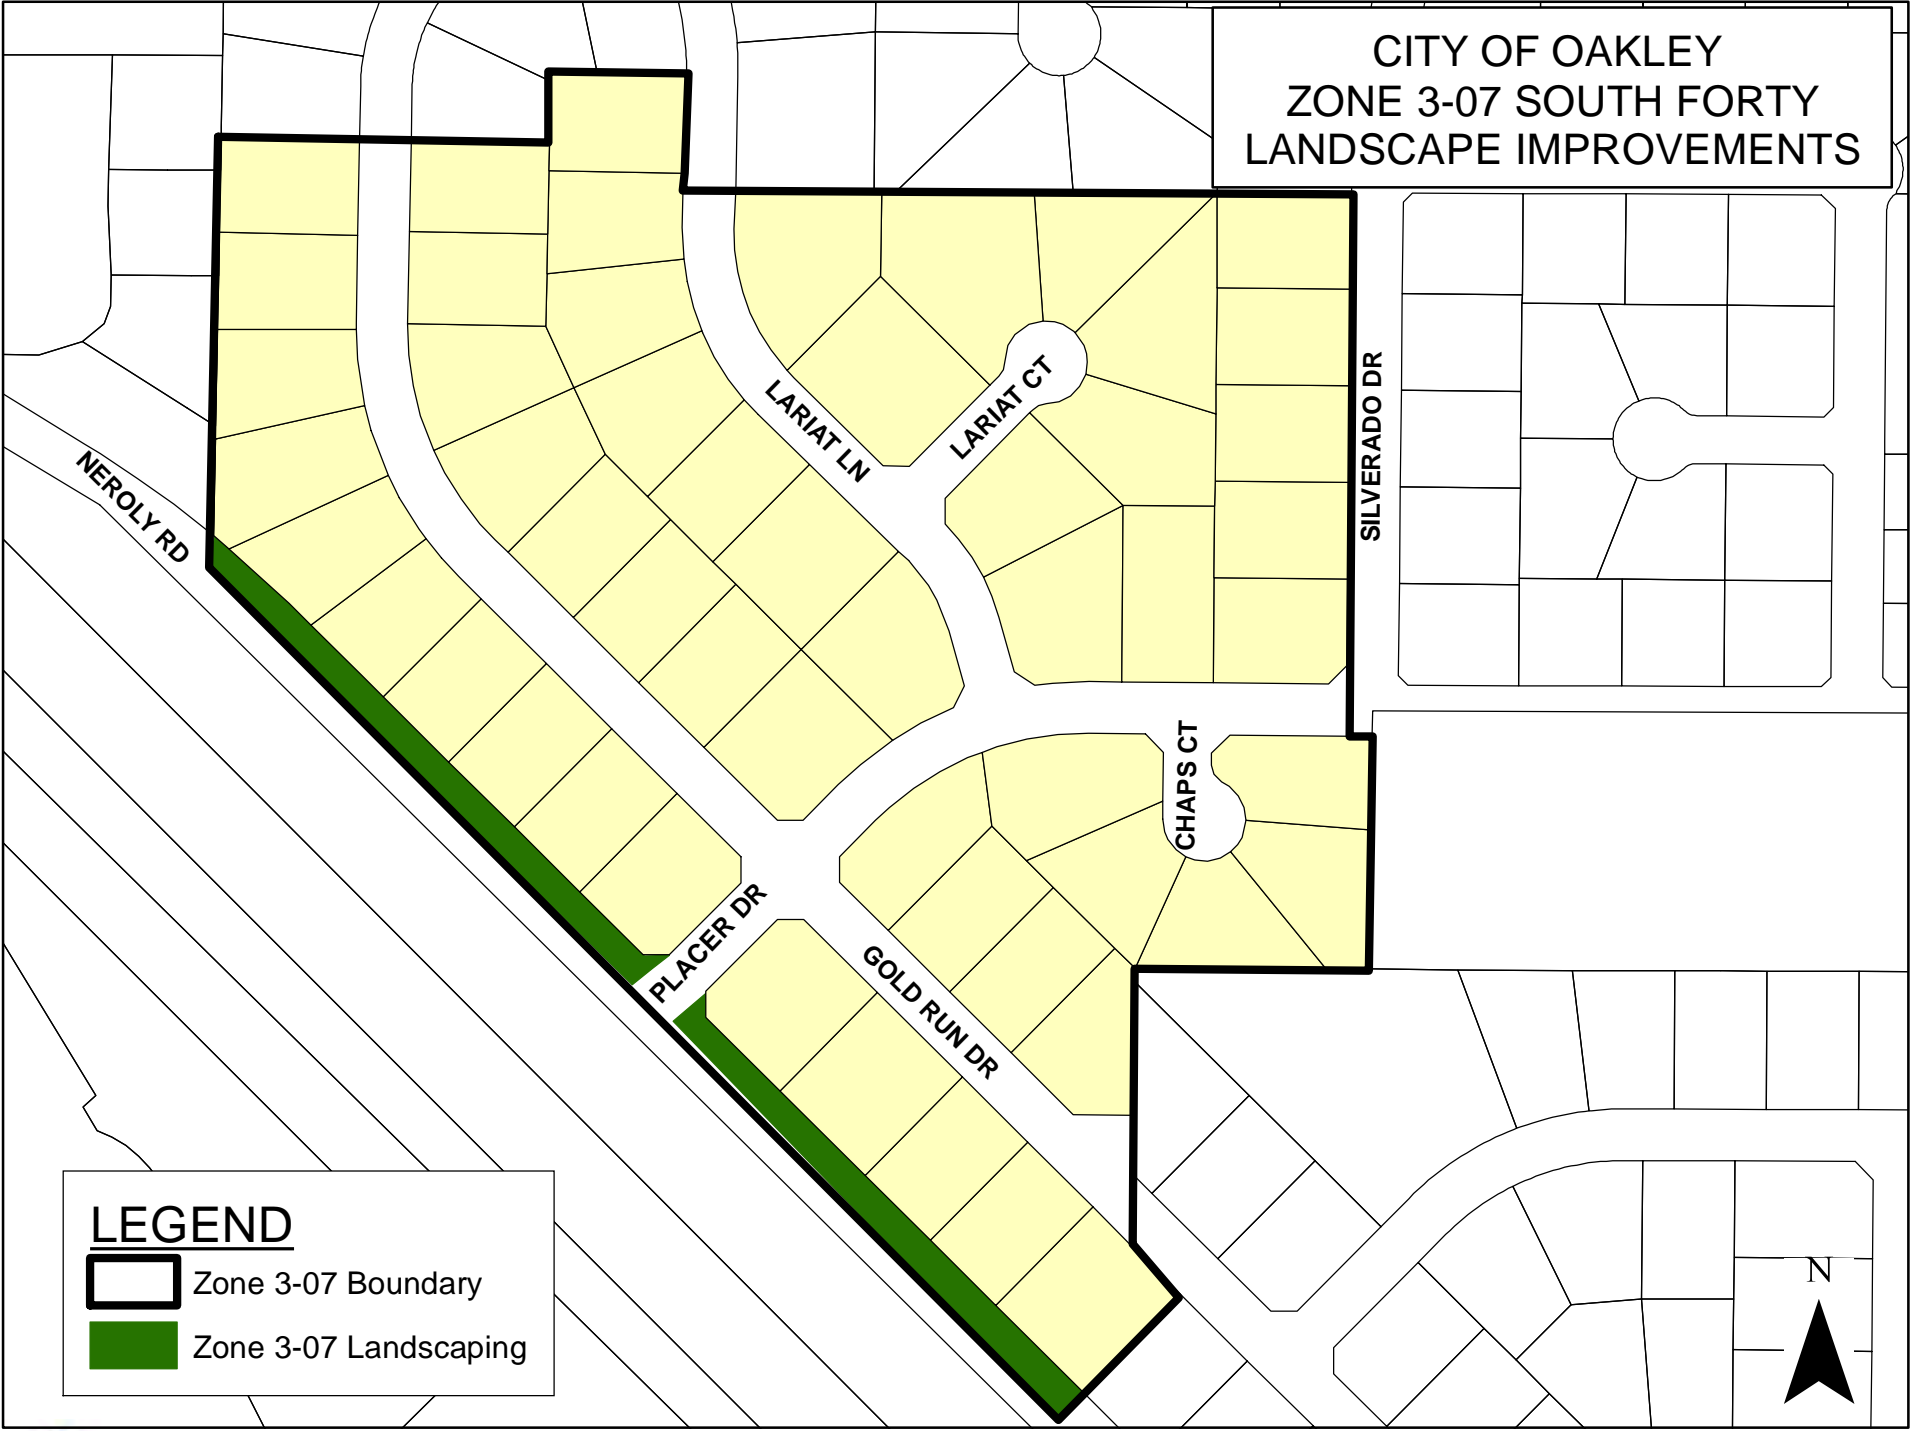 CITY OF OAKLEY
ZONE 3-07 SOUTH FORTY
LANDSCAPE IMPROVEMENTS
LARIAT LN
LARIAT CT
SILVERADO DR
NEROLY RD
CHAPS CT
PLACER DR
GOLD RUN DR
LEGEND
Zone 3-07 Boundary
Zone 3-07 Landscaping
N